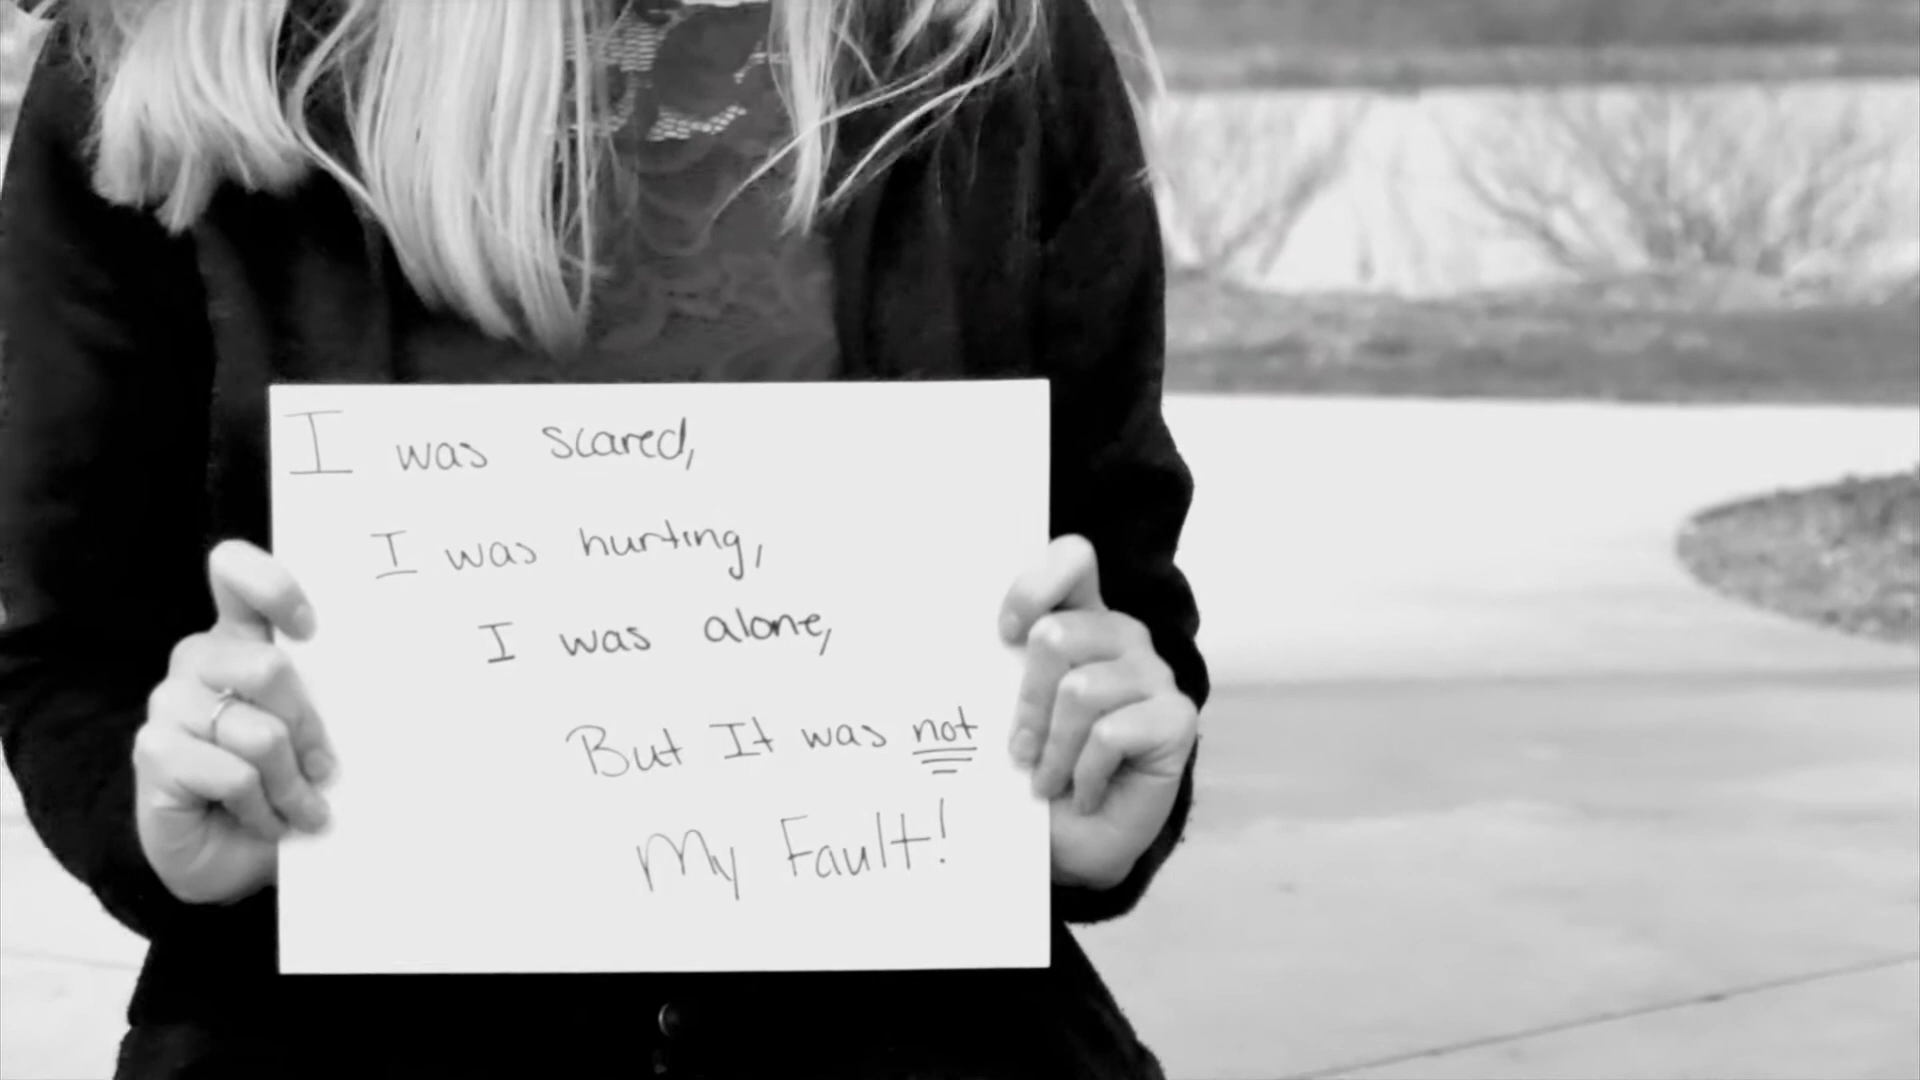 I was scared,
I was hurting,
I was alone,
But It was not
My Fault!